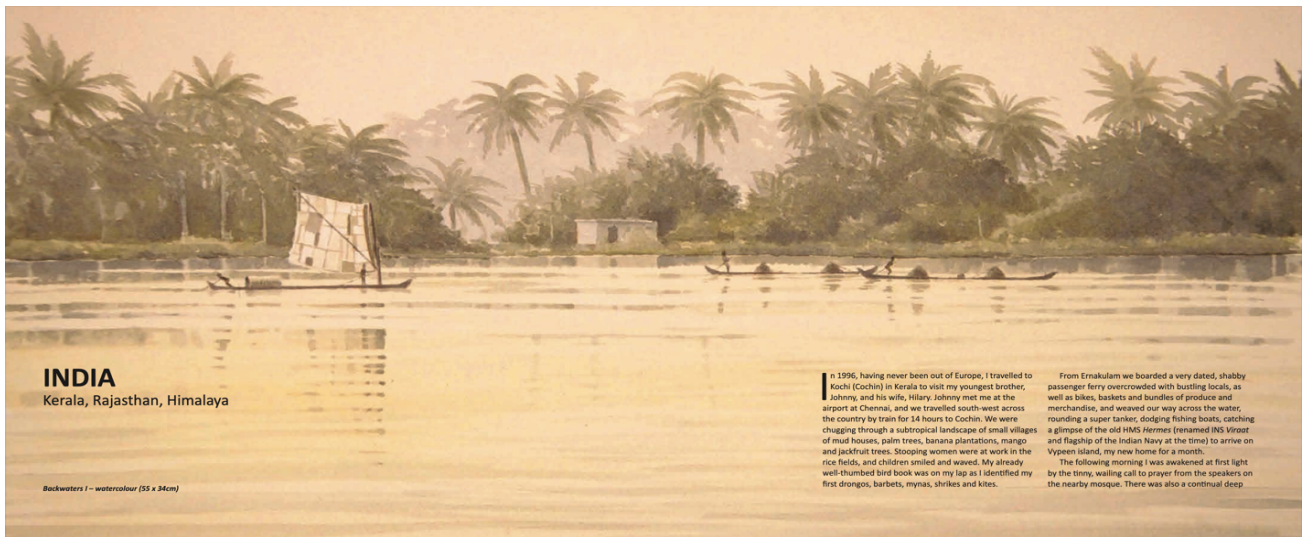 INDIA
Kerala, Rajasthan, Himalaya
Backwaters I – watercolour (55 x 34cm)
In 1996, having never been out of Europe, I travelled to
Kochi (Cochin) in Kerala to visit my youngest brother,
Johnny, and his wife, Hilary. Johnny met me at the
airport at Chennai, and we travelled south-west across
the country by train for 14 hours to Cochin. We were
chugging through a subtropical landscape of small villages
of mud houses, palm trees, banana plantations, mango
and jackfruit trees. Stooping women were at work in the
rice fields, and children smiled and waved. My already
well-thumbed bird book was on my lap as I identified my
first drongos, barbets, mynas, shrikes and kites.
From Ernakulam we boarded a very dated, shabby
passenger ferry overcrowded with bustling locals, as
well as bikes, baskets and bundles of produce and
merchandise, and weaved our way across the water,
rounding a super tanker, dodging fishing boats, catching
a glimpse of the old HMS Hermes (renamed INS Viraat
and flagship of the Indian Navy at the time) to arrive on
Vypeen island, my new home for a month.
The following morning I was awakened at first light
by the tinny, wailing call to prayer from the speakers on
the nearby mosque. There was also a continual deep